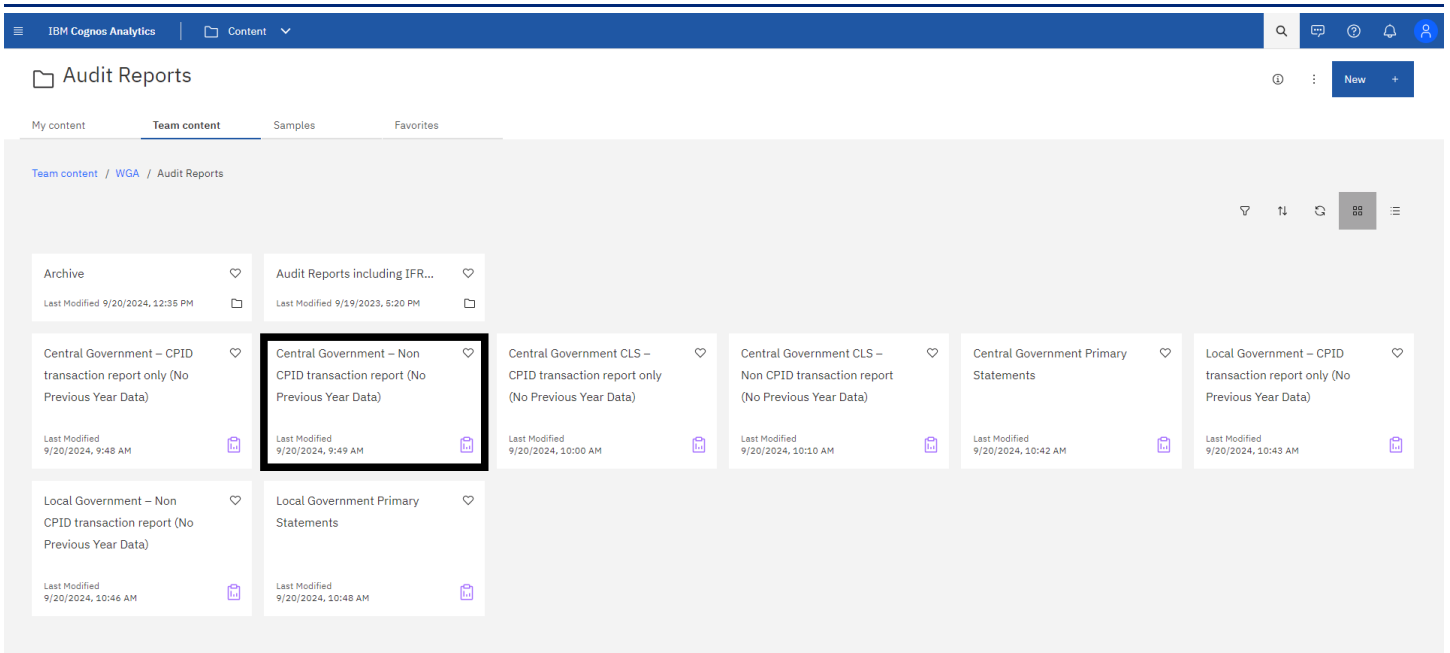 IBM Cognos Analytics
Content
Audit Reports
New +
My content
Team content
Samples
Favorites
Team content / WGA / Audit Reports
Archive
Last Modified 9/20/2024, 12:35 PM
Audit Reports including IFR...
Last Modified 9/19/2023, 5:20 PM
Central Government – CPID
transaction report only (No
Previous Year Data)
Last Modified
9/20/2024, 9:48 AM
Central Government – Non
CPID transaction report (No
Previous Year Data)
Last Modified
9/20/2024, 9:49 AM
Central Government CLS –
CPID transaction report only
(No Previous Year Data)
Last Modified
9/20/2024, 10:00 AM
Central Government CLS –
Non CPID transaction report
(No Previous Year Data)
Last Modified
9/20/2024, 10:10 AM
Central Government Primary
Statements
Last Modified
9/20/2024, 10:42 AM
Local Government – CPID
transaction report only (No
Previous Year Data)
Last Modified
9/20/2024, 10:43 AM
Local Government – Non
CPID transaction report (No
Previous Year Data)
Last Modified
9/20/2024, 10:46 AM
Local Government Primary
Statements
Last Modified
9/20/2024, 10:48 AM